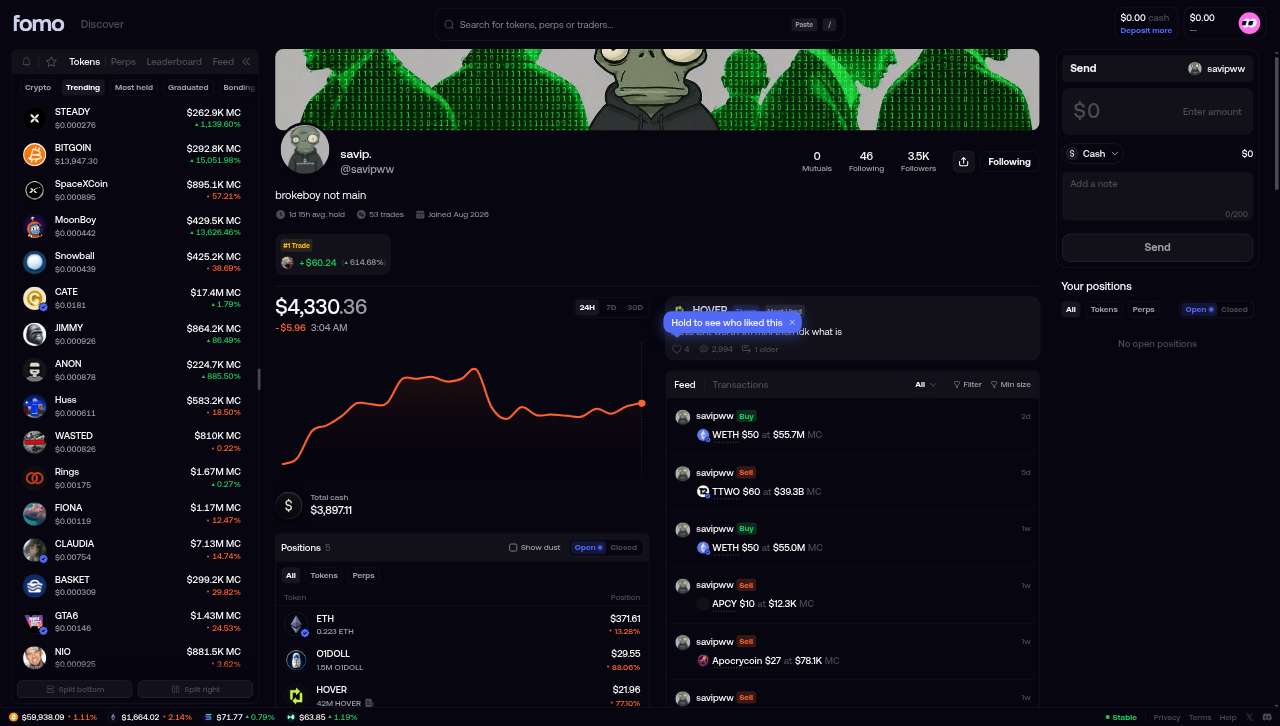 fomo
Discover
Search for tokens, perps or traders...
Paste
/
$0.00 cash
Deposit more
$0.00
—
Tokens
Perps
Leaderboard
Feed
Crypto
Trending
Most held
Graduated
Bonding
STEADY
$0.000276
$262.9K MC
1,139.60%
BITGOIN
$13,947.30
$292.8K MC
15,051.98%
SpaceXCoin
$0.000895
$895.1K MC
57.21%
MoonBoy
$0.000442
$429.5K MC
13,626.46%
Snowball
$0.000439
$425.2K MC
38.69%
CATE
$0.0181
$17.4M MC
1.79%
JIMMY
$0.000926
$864.2K MC
86.49%
ANON
$0.000878
$224.7K MC
885.50%
Huss
$0.000611
$583.2K MC
18.50%
WASTED
$0.000826
$810K MC
0.22%
Rings
$0.00175
$1.67M MC
0.27%
FIONA
$0.00119
$1.17M MC
12.47%
CLAUDIA
$0.00754
$7.13M MC
14.74%
BASKET
$0.000309
$299.2K MC
29.82%
GTA6
$0.00146
$1.43M MC
24.53%
NIO
$0.000925
$881.5K MC
3.62%
Split bottom
Split right
savip.
@savipww
0
Mutuals
46
Following
3.5K
Followers
Following
brokeboy not main
1d 15h avg. hold
53 trades
Joined Aug 2026
#1 Trade
+$60.24
614.68%
$4,330.36
-$5.96 3:04 AM
24H
7D
30D
Total cash
$3,897.11
Positions 5
Show dust
Open
Closed
All
Tokens
Perps
Token
Position
ETH
0.223 ETH
$371.61
13.28%
O1DOLL
1.5M O1DOLL
$29.55
88.06%
HOVER
42M HOVER
$21.96
77.10%
HOVER
Hold to see who liked this
idk what is
4
2,994
1 older
Feed
Transactions
All
Filter
Min size
savipww Buy
2d
WETH $50 at $55.7M MC
savipww Sell
5d
TTWO $60 at $39.3B MC
savipww Buy
1w
WETH $50 at $55.0M MC
savipww Sell
1w
APCY $10 at $12.3K MC
savipww Sell
1w
Apocrycoin $27 at $78.1K MC
savipww Sell
1w
Send
savipww
$0
Enter amount
$ Cash
$0
Add a note
0/200
Send
Your positions
All
Tokens
Perps
Open
Closed
No open positions
$59,938.09 1.11%
$1,664.02 2.14%
$71.77 0.79%
$63.85 1.19%
Stable
Privacy
Terms
Help